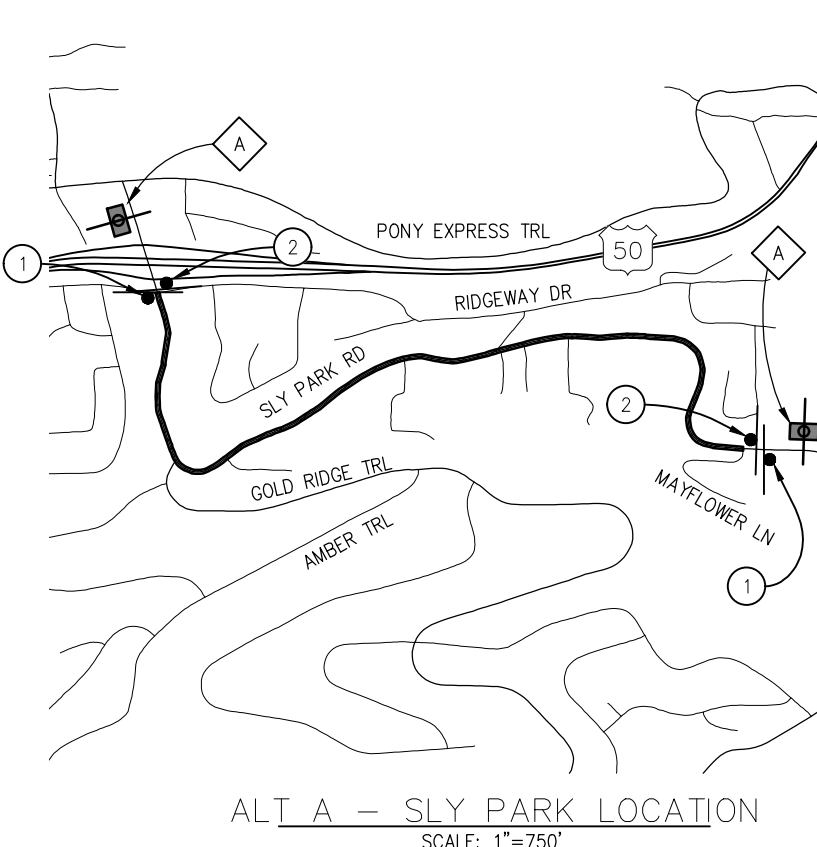 A
PONY EXPRESS TRL
2
50
A
1
RIDGEWAY DR
SLY PARK RD
2
GOLD RIDGE TRL
MAYFLOWER LN
AMBER TRL
1
ALT A – SLY PARK LOCATION
SCALE: 1"=750'